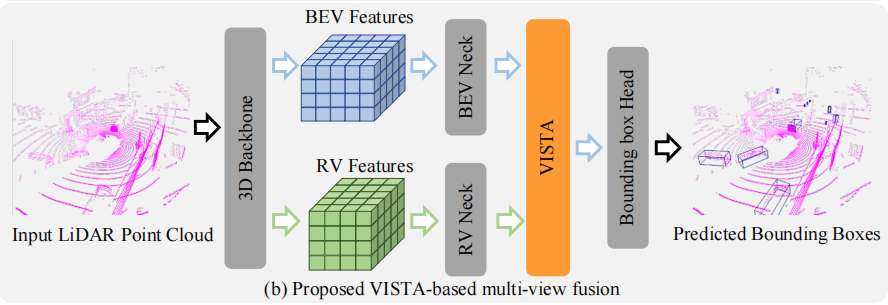 BEV Features
Input LiDAR Point Cloud
3D Backbone
RV Features
BEV Neck
RV Neck
VISTA
Bounding box Head
Predicted Bounding Boxes
(b) Proposed VISTA-based multi-view fusion